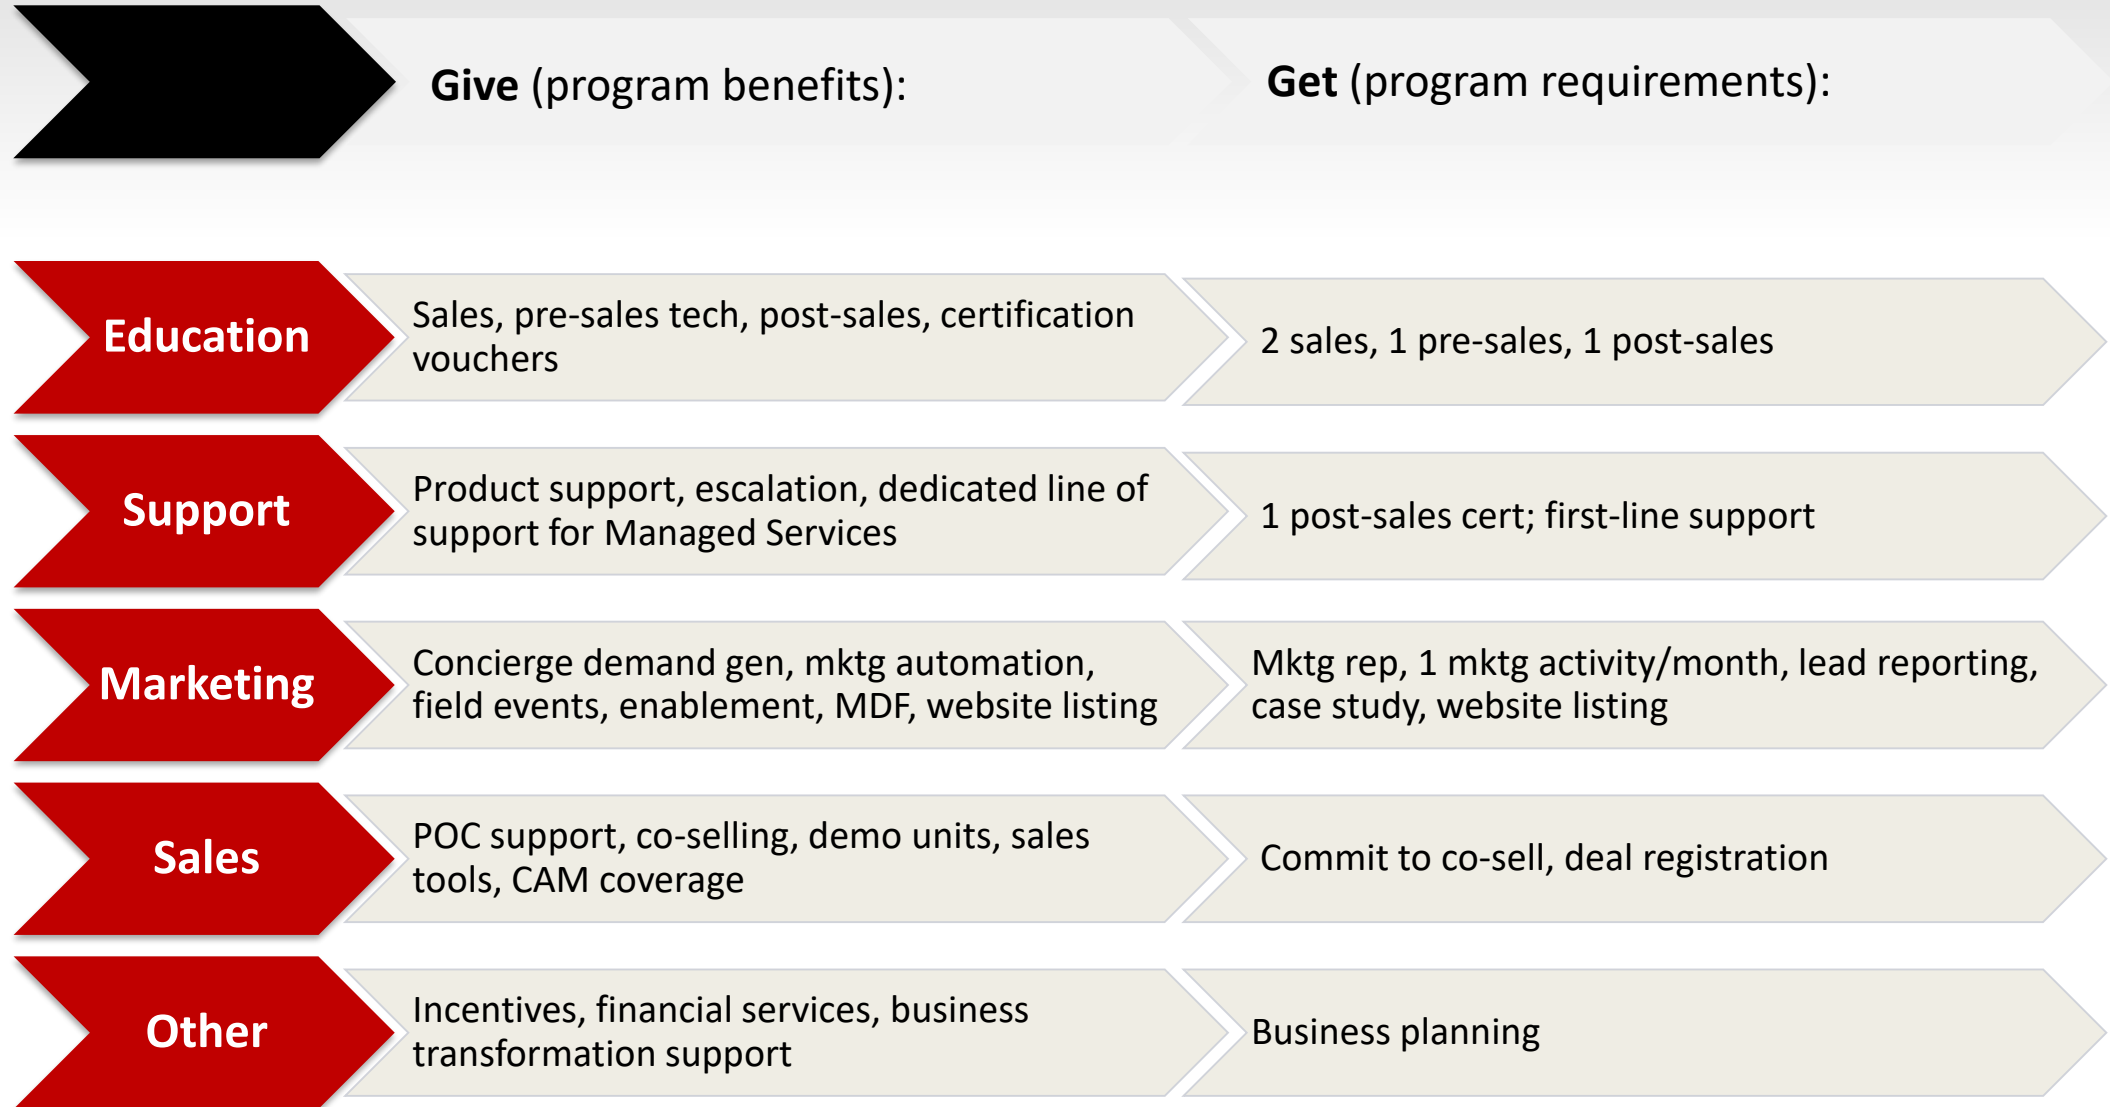 Give (program benefits):
Get (program requirements):
Education
Sales, pre-sales tech, post-sales, certification
vouchers
2 sales, 1 pre-sales, 1 post-sales
Support
Product support, escalation, dedicated line of
support for Managed Services
1 post-sales cert; first-line support
Marketing
Concierge demand gen, mktg automation,
field events, enablement, MDF, website listing
Mktg rep, 1 mktg activity/month, lead reporting,
case study, website listing
Sales
POC support, co-selling, demo units, sales
tools, CAM coverage
Commit to co-sell, deal registration
Other
Incentives, financial services, business
transformation support
Business planning